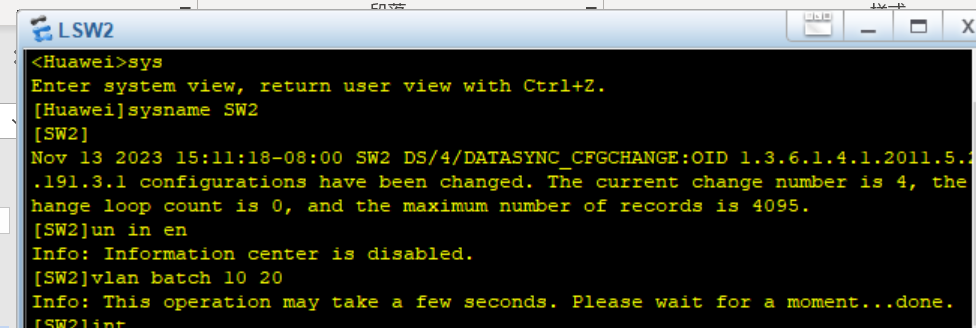 段落
样式
LSW2
<Huawei>sys
Enter system view, return user view with Ctrl+Z.
[Huawei]sysname SW2
[SW2]
Nov 13 2023 15:11:18-08:00 SW2 DS/4/DATASYNC_CFGCHANGE:OID 1.3.6.1.4.1.2011.5.2
.191.3.1 configurations have been changed. The current change number is 4, the
hange loop count is 0, and the maximum number of records is 4095.
[SW2]un in en
Info: Information center is disabled.
[SW2]vlan batch 10 20
Info: This operation may take a few seconds. Please wait for a moment...done.
[SW2]int